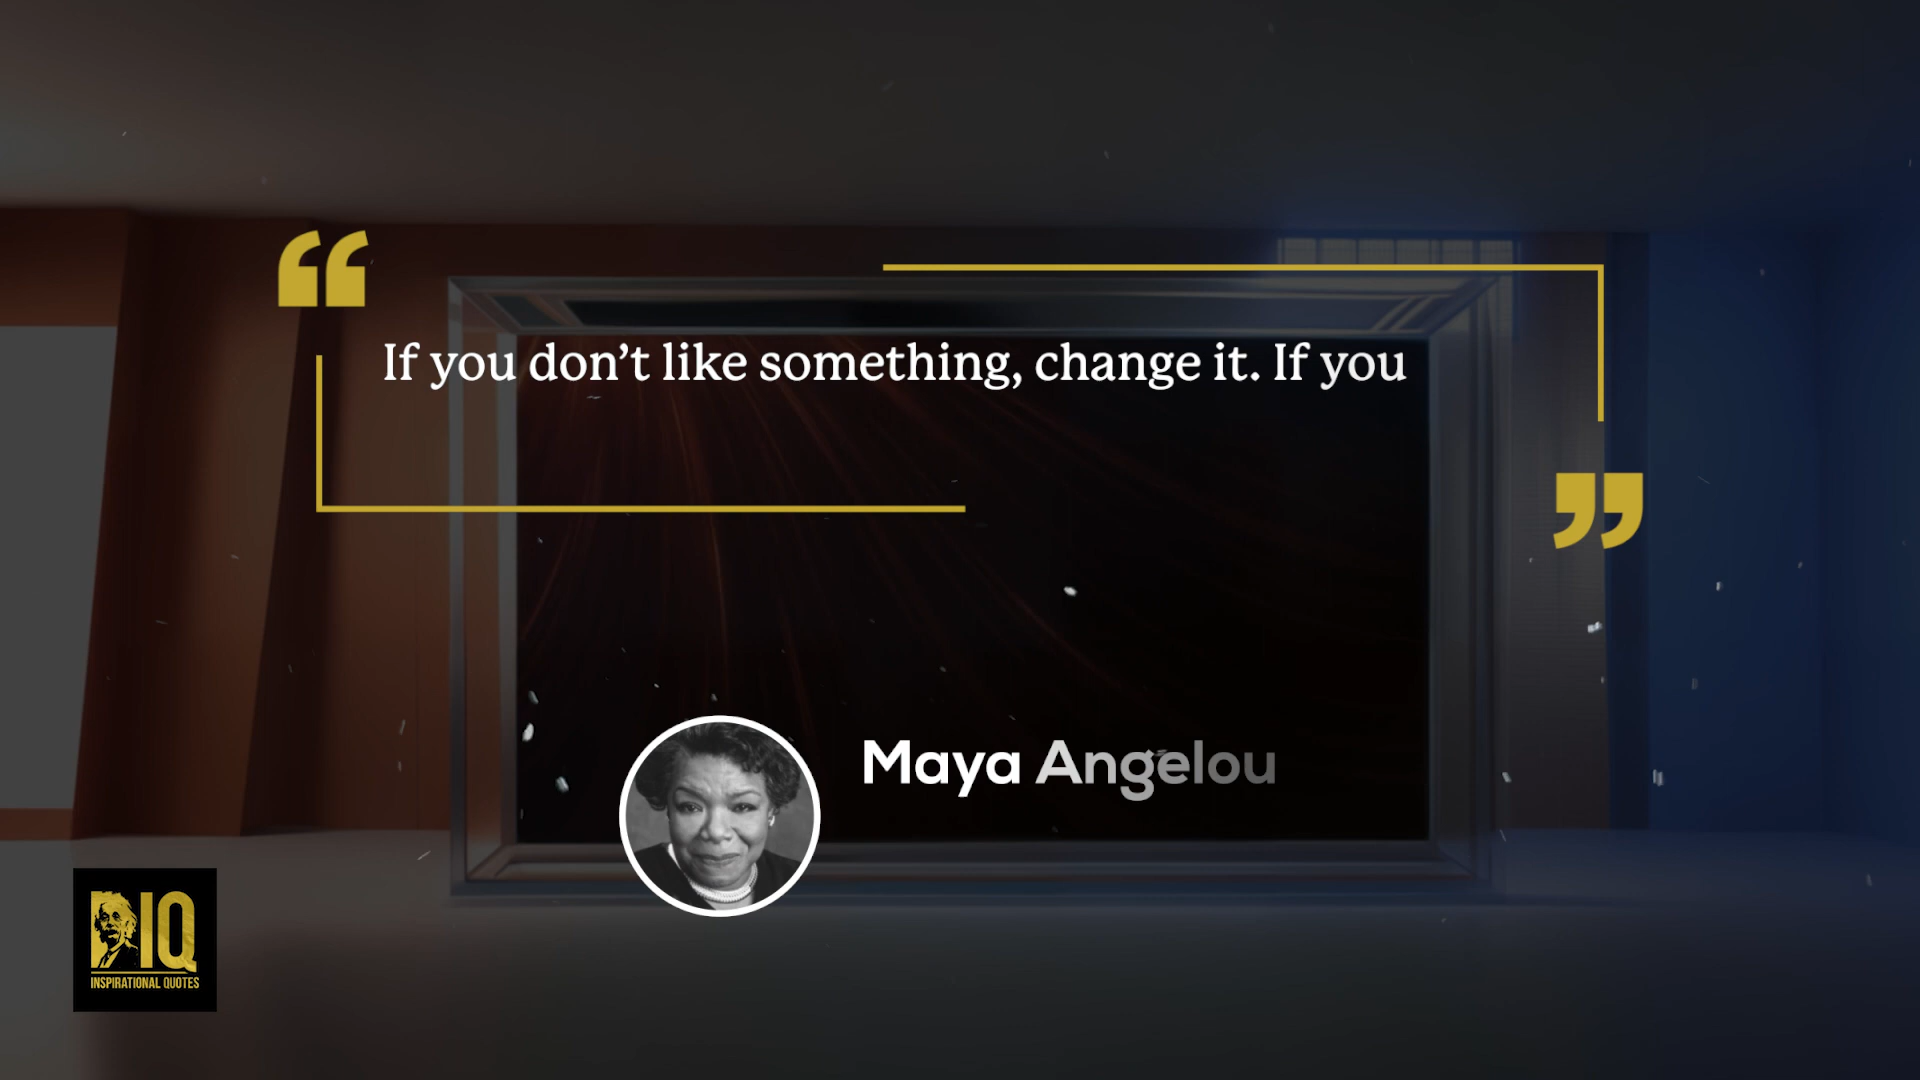 If you don’t like something, change it. If you
Maya Angelou
IQ
INSPIRATIONAL QUOTES